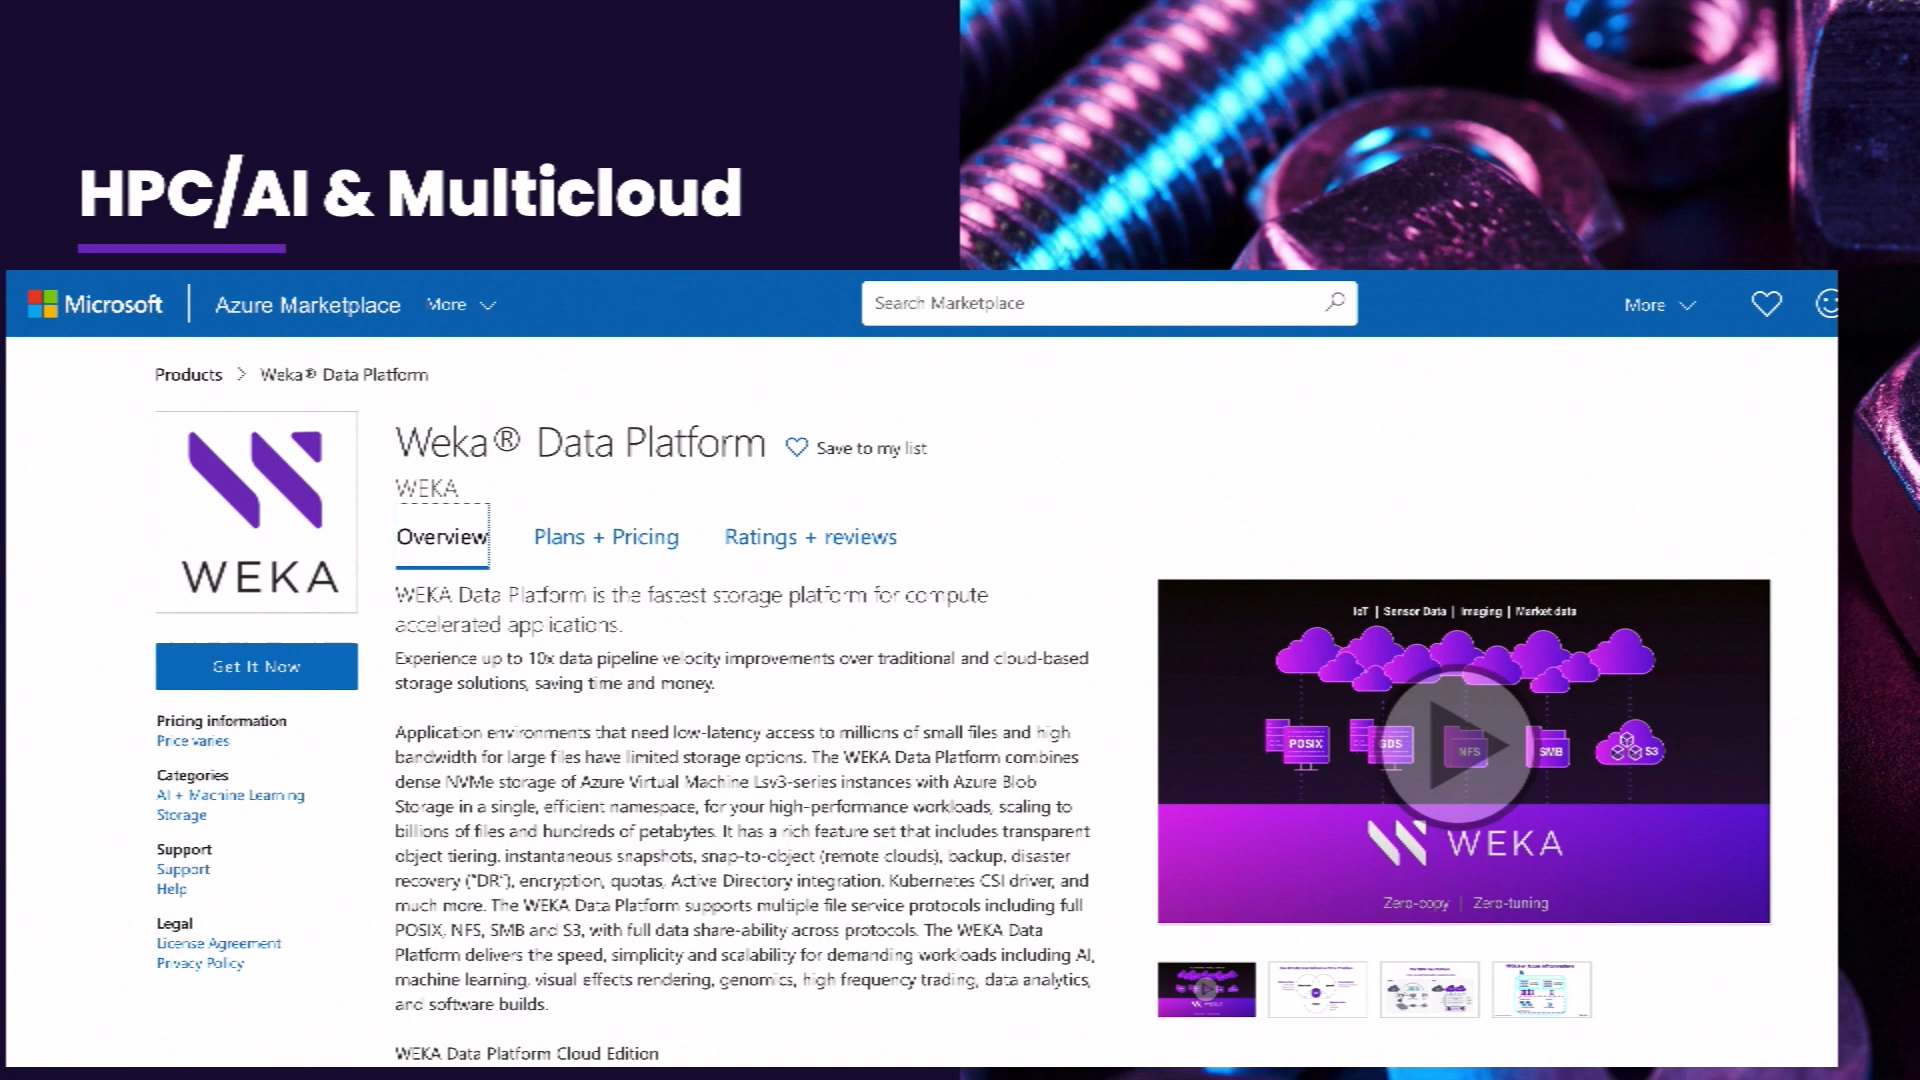 HPC/AI & Multicloud
Microsoft
Azure Marketplace
More
Search Marketplace
More
Products > Weka® Data Platform
WEKA
Weka® Data Platform
Save to my list
WEKA
Overview
Plans + Pricing
Ratings + reviews
Get It Now
Pricing information
Price varies
Categories
AI + Machine Learning
Storage
Support
Support
Help
Legal
License Agreement
Privacy Policy
WEKA Data Platform is the fastest storage platform for compute
accelerated applications.
Experience up to 10x data pipeline velocity improvements over traditional and cloud-based
storage solutions, saving time and money.
Application environments that need low-latency access to millions of small files and high
bandwidth for large files have limited storage options. The WEKA Data Platform combines
dense NVMe storage of Azure Virtual Machine Lsv3-series instances with Azure Blob
Storage in a single, efficient namespace, for your high-performance workloads, scaling to
billions of files and hundreds of petabytes. It has a rich feature set that includes transparent
object tiering, instantaneous snapshots, snap-to-object (remote clouds), backup, disaster
recovery ("DR"), encryption, quotas, Active Directory integration, Kubernetes CSI driver, and
much more. The WEKA Data Platform supports multiple file service protocols including full
POSIX, NFS, SMB and S3, with full data share-ability across protocols. The WEKA Data
Platform delivers the speed, simplicity and scalability for demanding workloads including AI,
machine learning, visual effects rendering, genomics, high frequency trading, data analytics,
and software builds.
WEKA Data Platform Cloud Edition
IoT | Sensor Data | Imaging | Market data
POSIX
GDS
NFS
SMB
S3
WEKA
Zero-copy | Zero-tuning